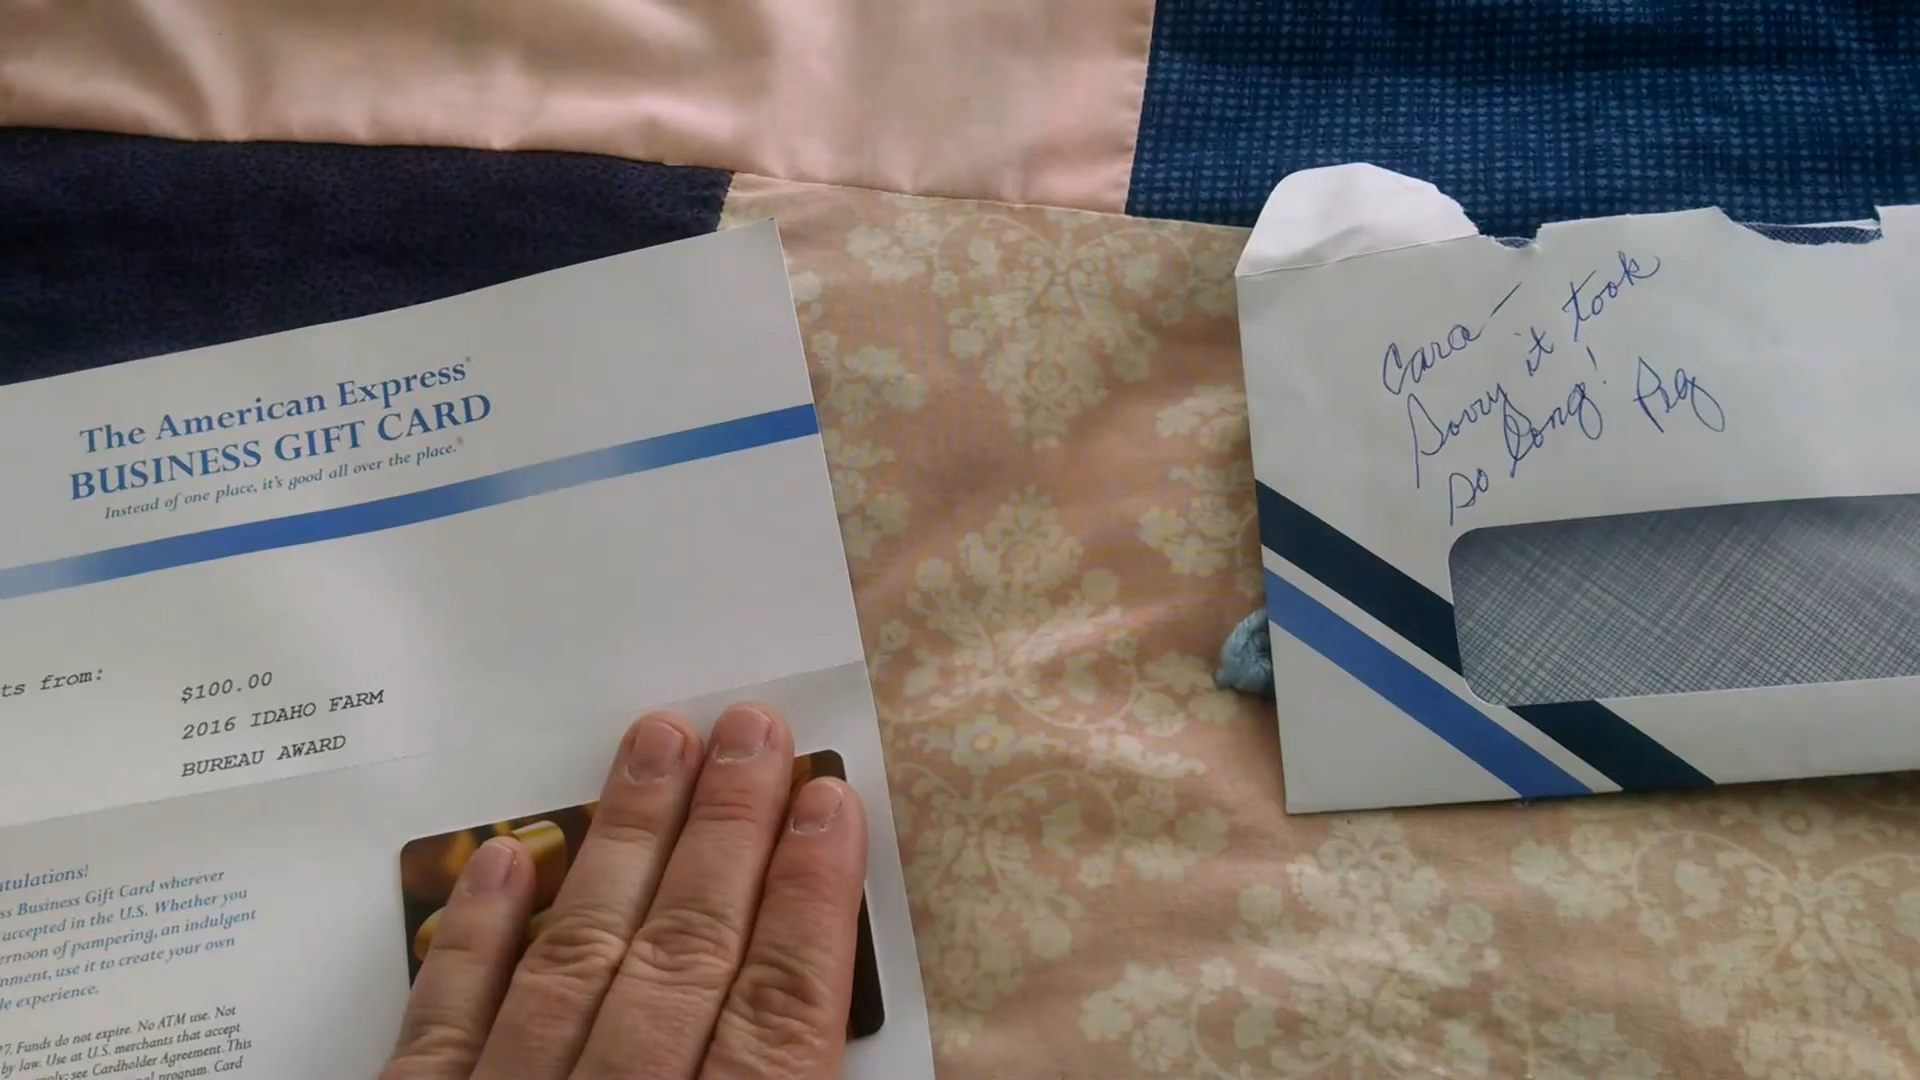 The American Express®
BUSINESS GIFT CARD
Instead of one place, it's good all over the place.®
ts from:
$100.00
2016 IDAHO FARM
BUREAU AWARD
tulations!
ss Business Gift Card wherever
accepted in the U.S. Whether you
ernoon of pampering, an indulgent
nment, use it to create your own
le experience.
7. Funds do not expire. No ATM use. Not
by law. Use at U.S. merchants that accept
see Cardholder Agreement. This
program. Card
Cara-
Sorry it took
so long! Peg